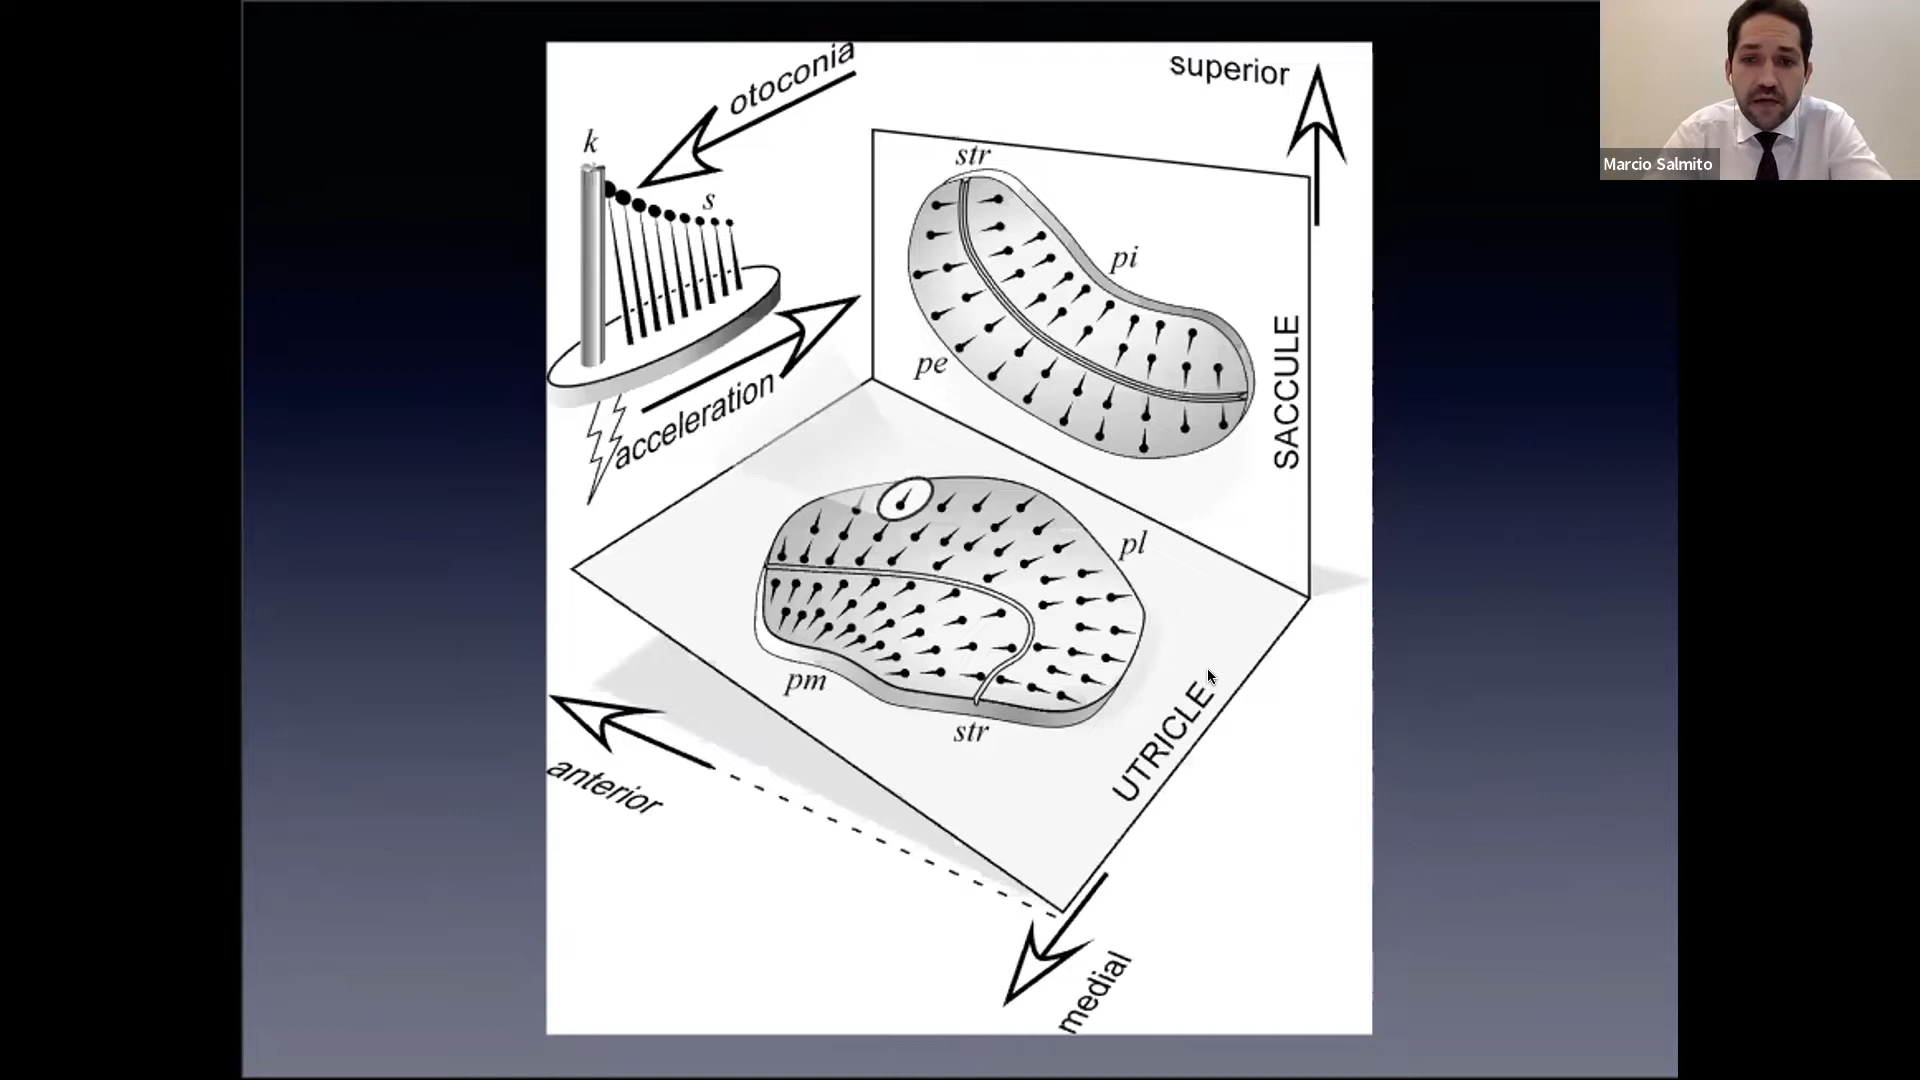 otoconia
superior
k
str
s
Marcio Salmito
pi
SACCULE
pe
acceleration
pl
pm
str
UTRICLE
anterior
medial